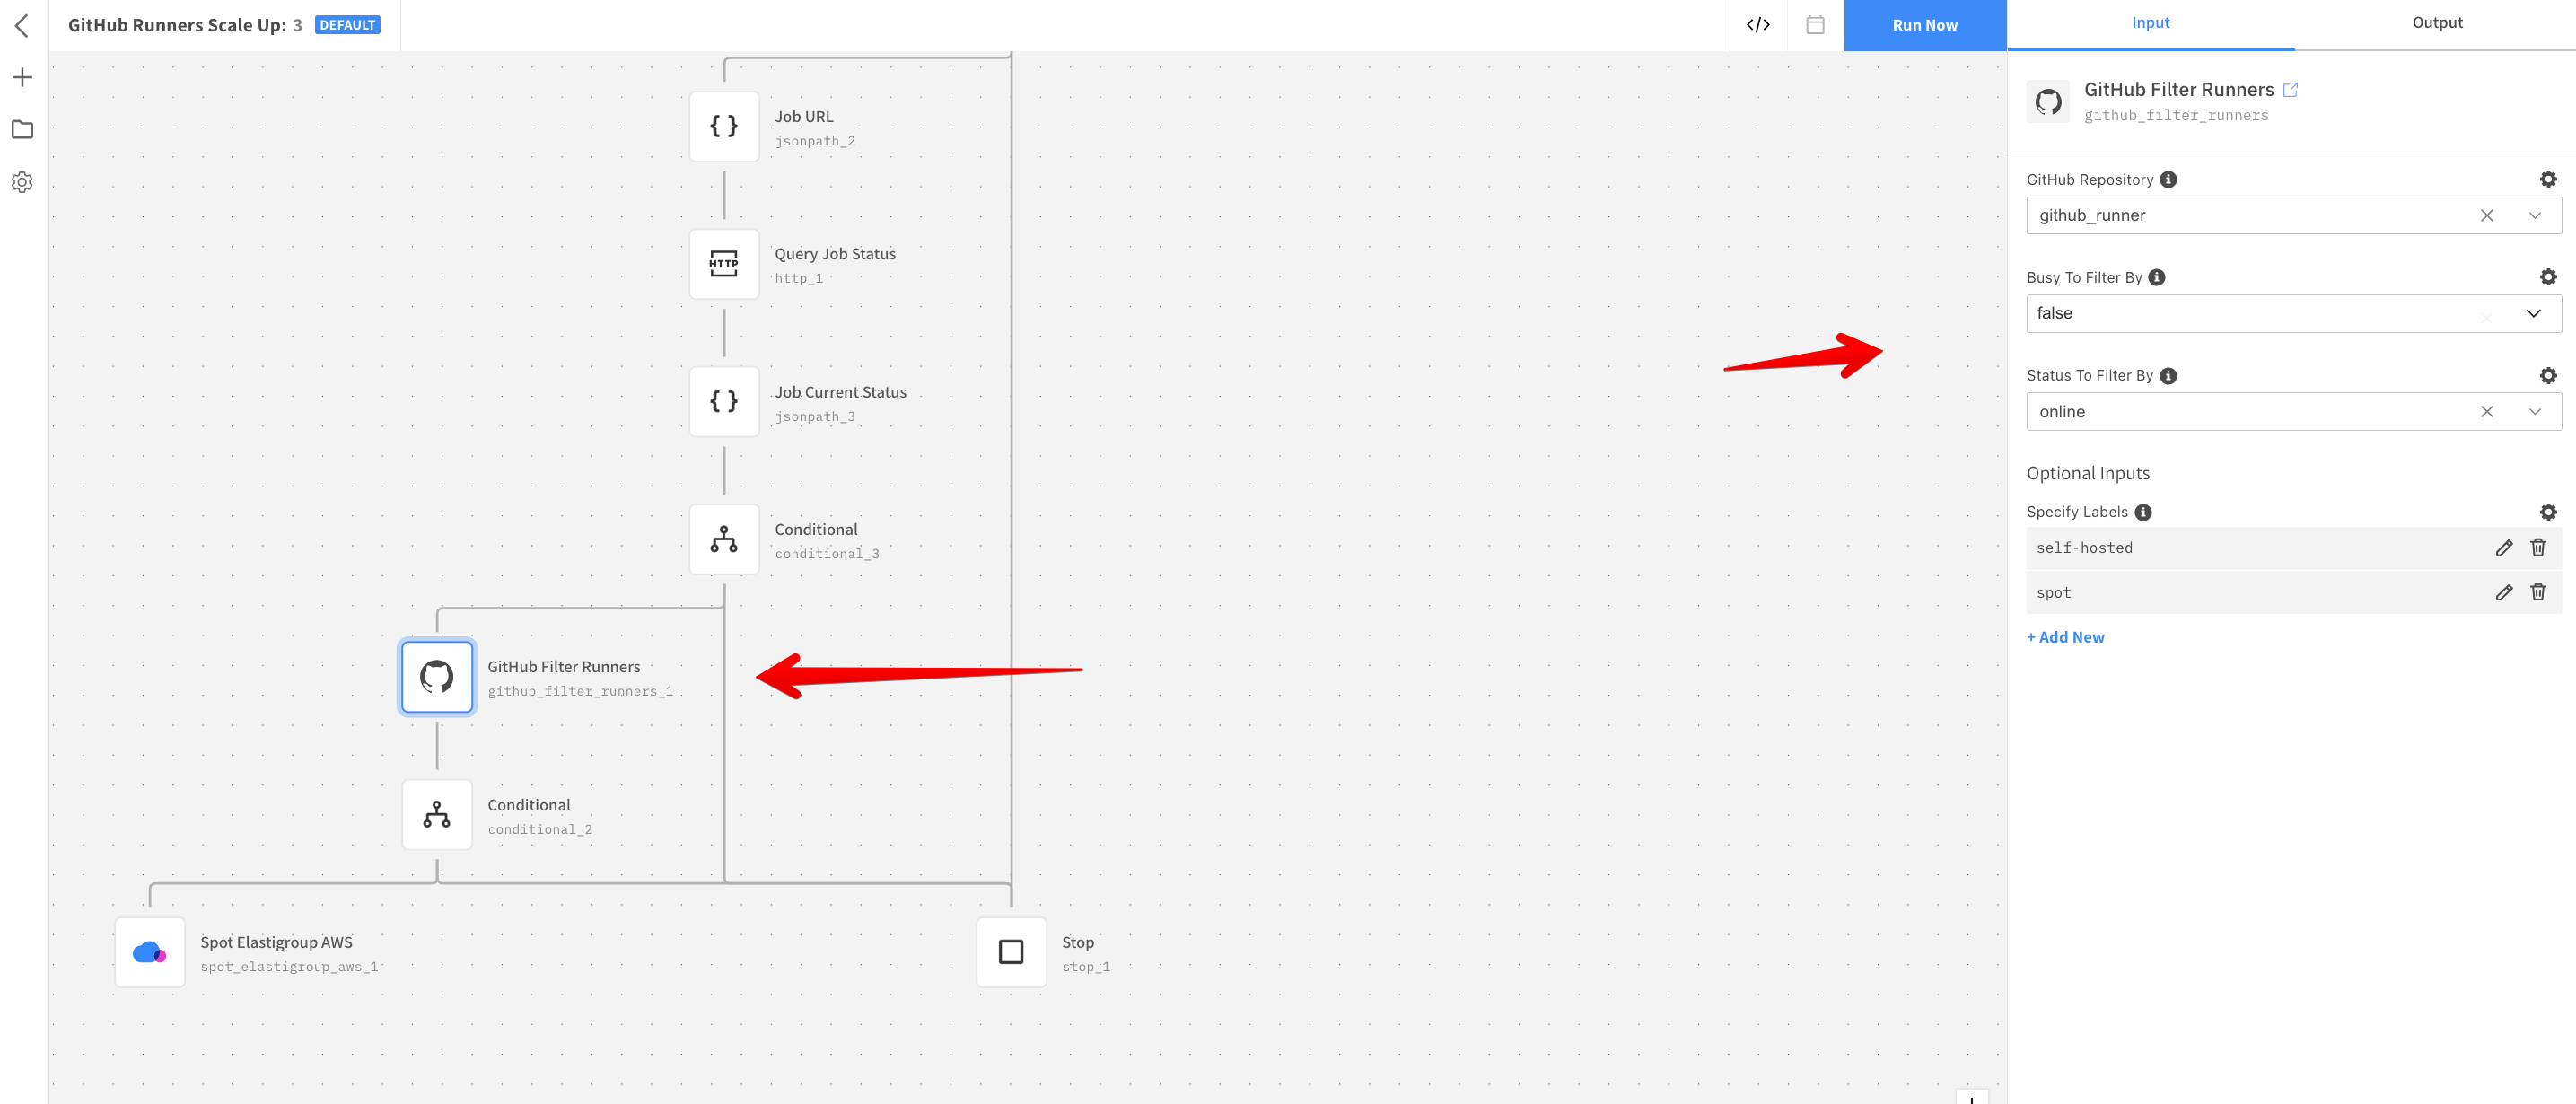 GitHub Runners Scale Up: 3 DEFAULT
</>
Run Now
Input
Output
Job URL
jsonpath_2
HTTP
Query Job Status
http_1
Job Current Status
jsonpath_3
Conditional
conditional_3
GitHub Filter Runners
github_filter_runners_1
Conditional
conditional_2
Spot Elastigroup AWS
spot_elastigroup_aws_1
Stop
stop_1
GitHub Filter Runners
github_filter_runners
GitHub Repository
github_runner
Busy To Filter By
false
Status To Filter By
online
Optional Inputs
Specify Labels
self-hosted
spot
+ Add New